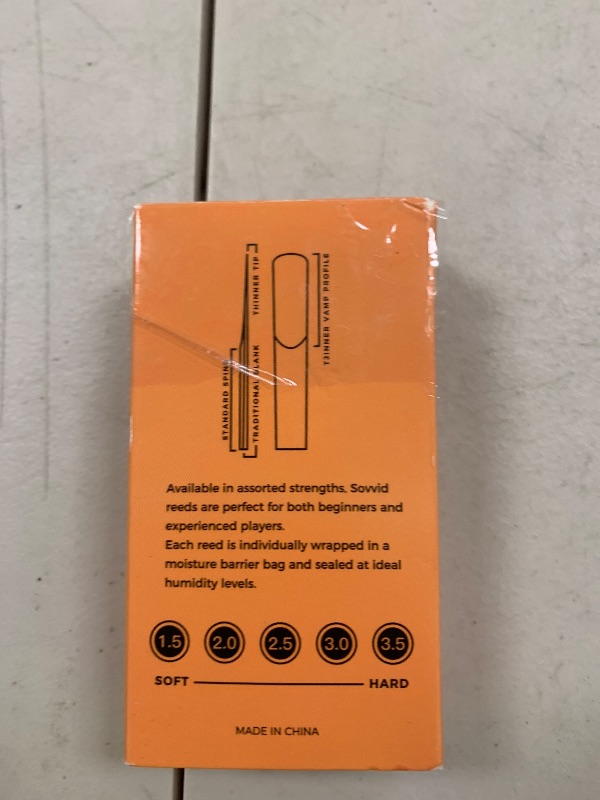 THINNER TIP
T3INNER VAMP PROFILE
STANDARD SPINE
TRADITIONAL BLANK
Available in assorted strengths, Sovvid
reeds are perfect for both beginners and
experienced players.
Each reed is individually wrapped in a
moisture barrier bag and sealed at ideal
humidity levels.
1.5 2.0 2.5 3.0 3.5
SOFT HARD
MADE IN CHINA